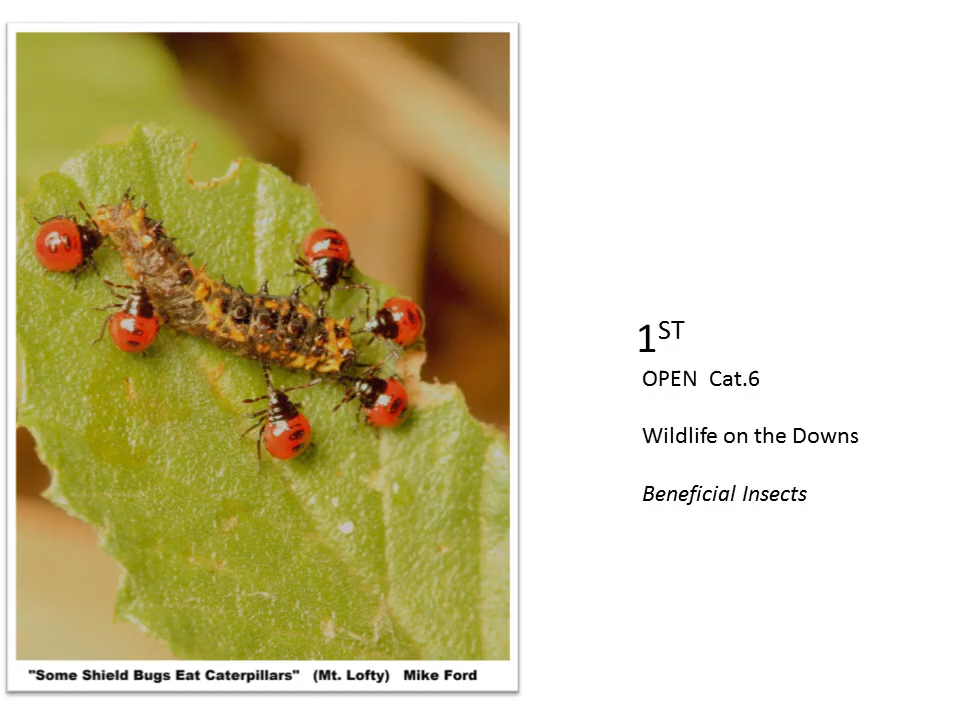 "Some Shield Bugs Eat Caterpillars" (Mt. Lofty) Mike Ford
1ST
OPEN Cat.6
Wildlife on the Downs
Beneficial Insects